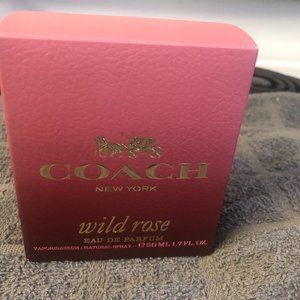 COACH
NEW YORK
wild rose
EAU DE PARFUM
VAPORISATEUR / NATURAL SPRAY - ℮ 50 ML 1.7 FL. OZ.